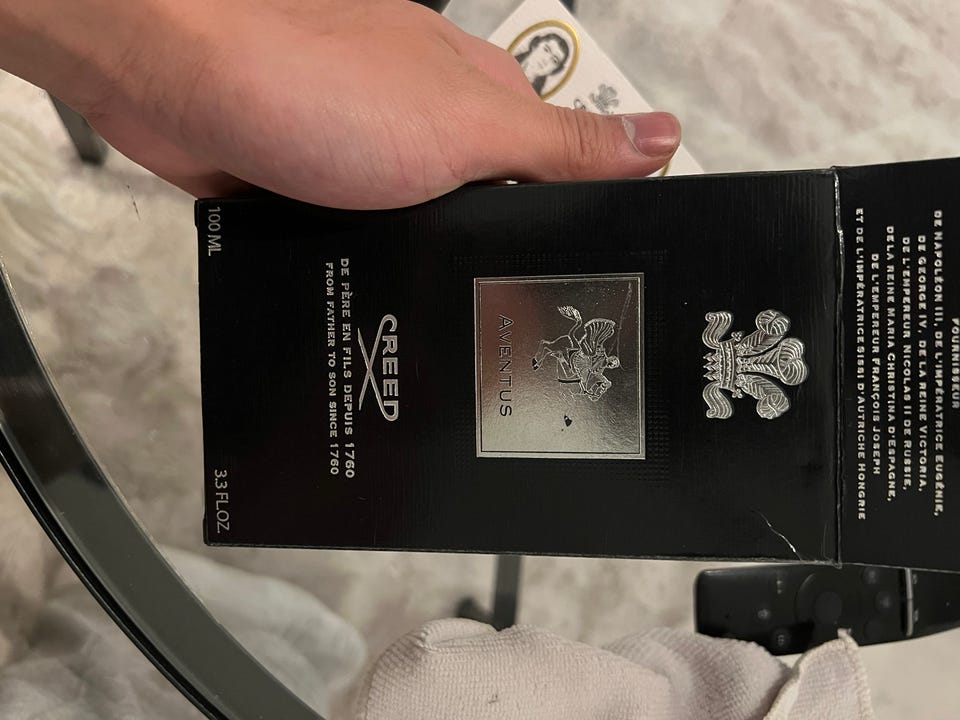 FOURNISSEUR
DE NAPOLÉON III, DE L'IMPÉRATRICE EUGÉNIE,
DE GEORGE IV, DE LA REINE VICTORIA,
DE L'EMPEREUR NICOLAS II DE RUSSIE,
DE LA REINE MARIA CHRISTINA D'ESPAGNE,
DE L'EMPEREUR FRANÇOIS JOSEPH
ET DE L'IMPÉRATRICE SISSI D'AUTRICHE HONGRIE
AVENTUS
CREED
DE PÈRE EN FILS DEPUIS 1760
FROM FATHER TO SON SINCE 1760
100 ML
3.3 FL.OZ.